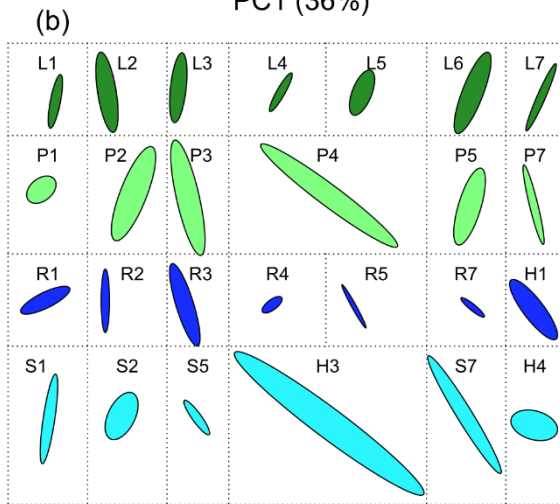 PC1 (36%)
(b)
L1 L2 L3 L4 L5 L6 L7
P1 P2 P3 P4 P5 P7
R1 R2 R3 R4 R5 R7 H1
S1 S2 S5 H3 S7 H4